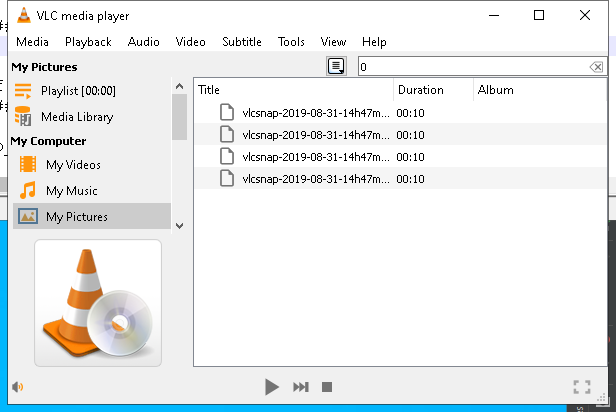 VLC media player
Media Playback Audio Video Subtitle Tools View Help
My Pictures
0
Playlist [00:00]
Media Library
My Computer
My Videos
My Music
My Pictures
Title Duration Album
vlcsnap-2019-08-31-14h47m... 00:10
vlcsnap-2019-08-31-14h47m... 00:10
vlcsnap-2019-08-31-14h47m... 00:10
vlcsnap-2019-08-31-14h47m... 00:10